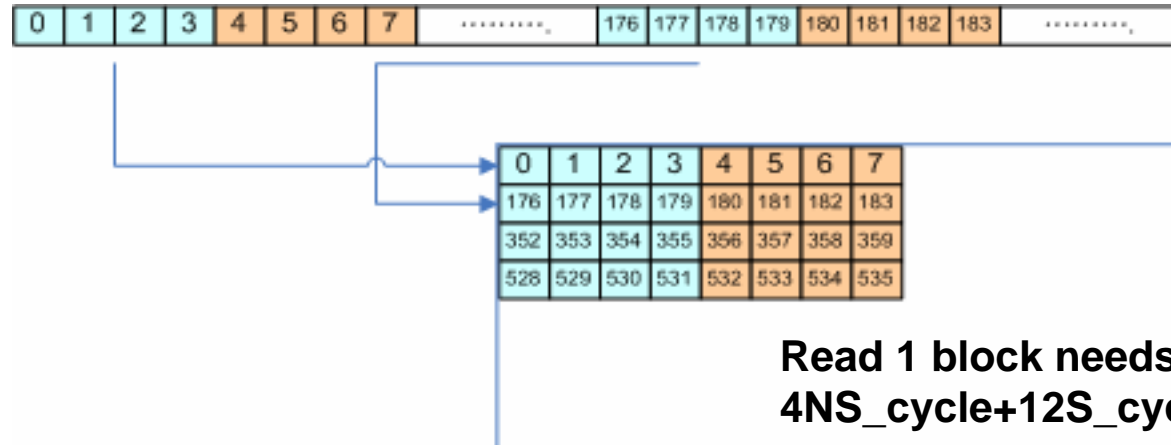 0 1 2 3 4 5 6 7 ......... 176 177 178 179 180 181 182 183 .........
0 1 2 3 4 5 6 7
176 177 178 179 180 181 182 183
352 353 354 355 356 357 358 359
528 529 530 531 532 533 534 535
Read 1 block needs
4NS_cycle+12S_cyc